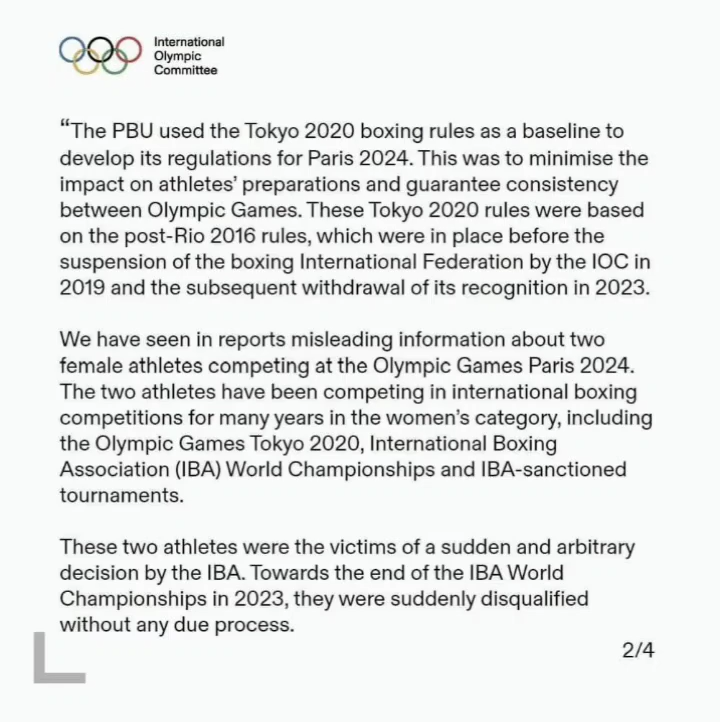 International
Olympic
Committee
“The PBU used the Tokyo 2020 boxing rules as a baseline to
develop its regulations for Paris 2024. This was to minimise the
impact on athletes’ preparations and guarantee consistency
between Olympic Games. These Tokyo 2020 rules were based
on the post-Rio 2016 rules, which were in place before the
suspension of the boxing International Federation by the IOC in
2019 and the subsequent withdrawal of its recognition in 2023.
We have seen in reports misleading information about two
female athletes competing at the Olympic Games Paris 2024.
The two athletes have been competing in international boxing
competitions for many years in the women’s category, including
the Olympic Games Tokyo 2020, International Boxing
Association (IBA) World Championships and IBA-sanctioned
tournaments.
These two athletes were the victims of a sudden and arbitrary
decision by the IBA. Towards the end of the IBA World
Championships in 2023, they were suddenly disqualified
without any due process.
2/4